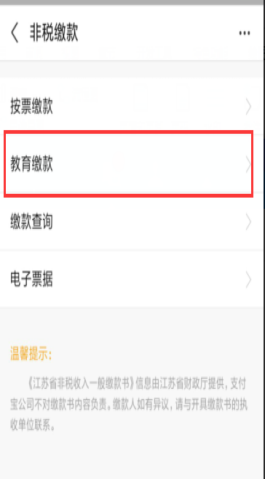 非税缴款
按票缴款
教育缴款
缴款查询
电子票据
温馨提示：
《江苏省非税收入一般缴款书》信息由江苏省财政厅提供，支付
宝公司不对缴款书内容负责。缴款人如有异议，请与开具缴款书的执
收单位联系。